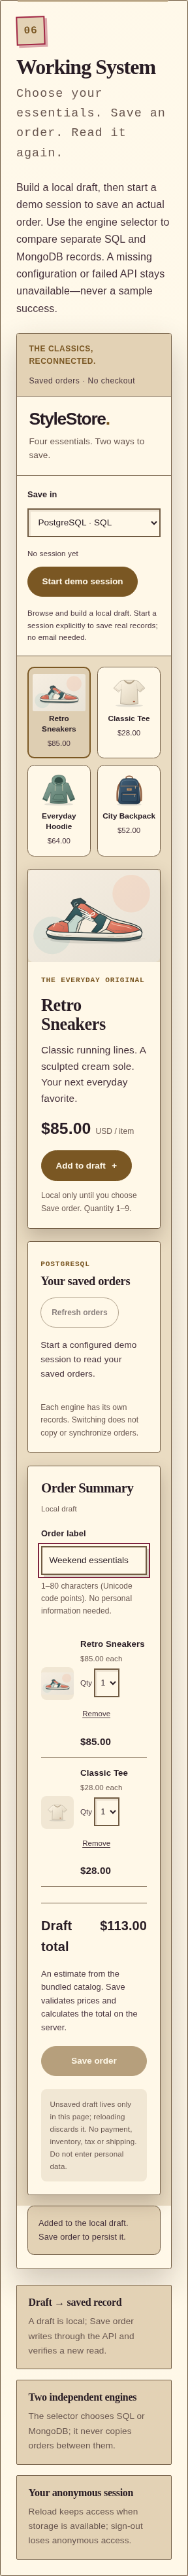 06
Working System
Choose your
essentials. Save an
order. Read it
again.
Build a local draft, then start a
demo session to save an actual
order. Use the engine selector to
compare separate SQL and
MongoDB records. A missing
configuration or failed API stays
unavailable—never a sample
success.
THE CLASSICS,
RECONNECTED.
Saved orders · No checkout
StyleStore.
Four essentials. Two ways to
save.
Save in
PostgreSQL · SQL
No session yet
Start demo session
Browse and build a local draft. Start a
session explicitly to save real records;
no email needed.
Retro
Sneakers
$85.00
Classic Tee
$28.00
Everyday
Hoodie
$64.00
City Backpack
$52.00
THE EVERYDAY ORIGINAL
Retro
Sneakers
Classic running lines. A
sculpted cream sole.
Your next everyday
favorite.
$85.00 USD / item
Add to draft +
Local only until you choose
Save order. Quantity 1–9.
POSTGRESQL
Your saved orders
Refresh orders
Start a configured demo
session to read your
saved orders.
Each engine has its own
records. Switching does not
copy or synchronize orders.
Order Summary
Local draft
Order label
Weekend essentials
1–80 characters (Unicode
code points). No personal
information needed.
Retro Sneakers
$85.00 each
Qty 1
Remove
$85.00
Classic Tee
$28.00 each
Qty 1
Remove
$28.00
Draft total $113.00
An estimate from the
bundled catalog. Save
validates prices and
calculates the total on the
server.
Save order
Unsaved draft lives only
in this page; reloading
discards it. No payment,
inventory, tax or shipping.
Do not enter personal
data.
Added to the local draft.
Save order to persist it.
Draft → saved record
A draft is local; Save order
writes through the API and
verifies a new read.
Two independent engines
The selector chooses SQL or
MongoDB; it never copies
orders between them.
Your anonymous session
Reload keeps access when
storage is available; sign-out
loses anonymous access.